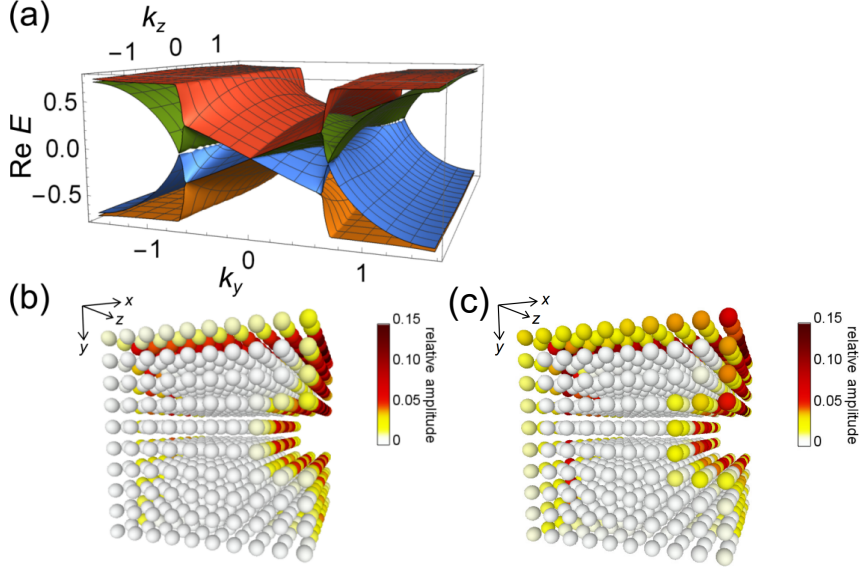 (a)
k_z
−1 0 1
Re E
0.5
0.0
−0.5
−1 0 1
k_y
(b)
x
z
y
0.15
0.10
0.05
0
relative amplitude
(c)
x
z
y
0.15
0.10
0.05
0
relative amplitude